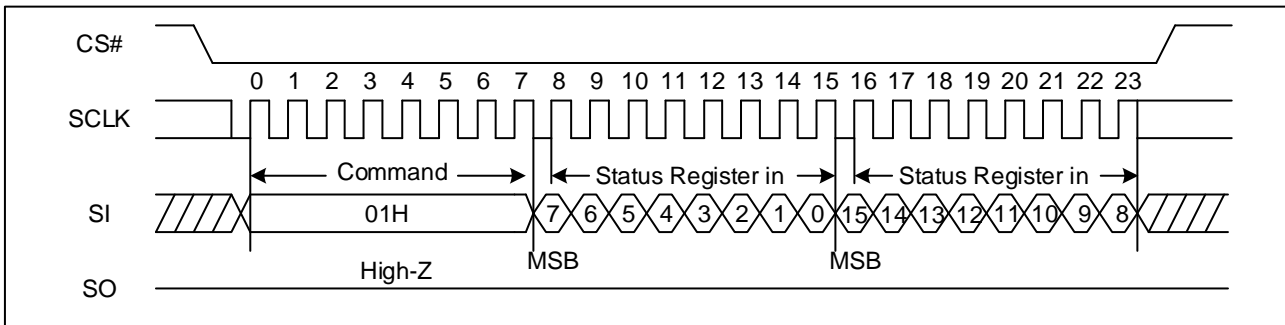 CS#
0 1 2 3 4 5 6 7 8 9 10 11 12 13 14 15 16 17 18 19 20 21 22 23
SCLK
Command Status Register in Status Register in
SI 01H 7 6 5 4 3 2 1 0 15 14 13 12 11 10 9 8
MSB MSB
High-Z
SO